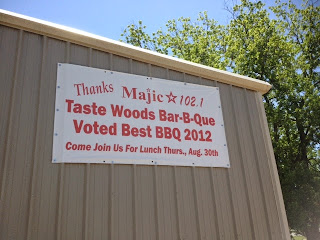 Thanks Majic☆102.1
Taste Woods Bar-B-Que
Voted Best BBQ 2012
Come Join Us For Lunch Thurs., Aug. 30th